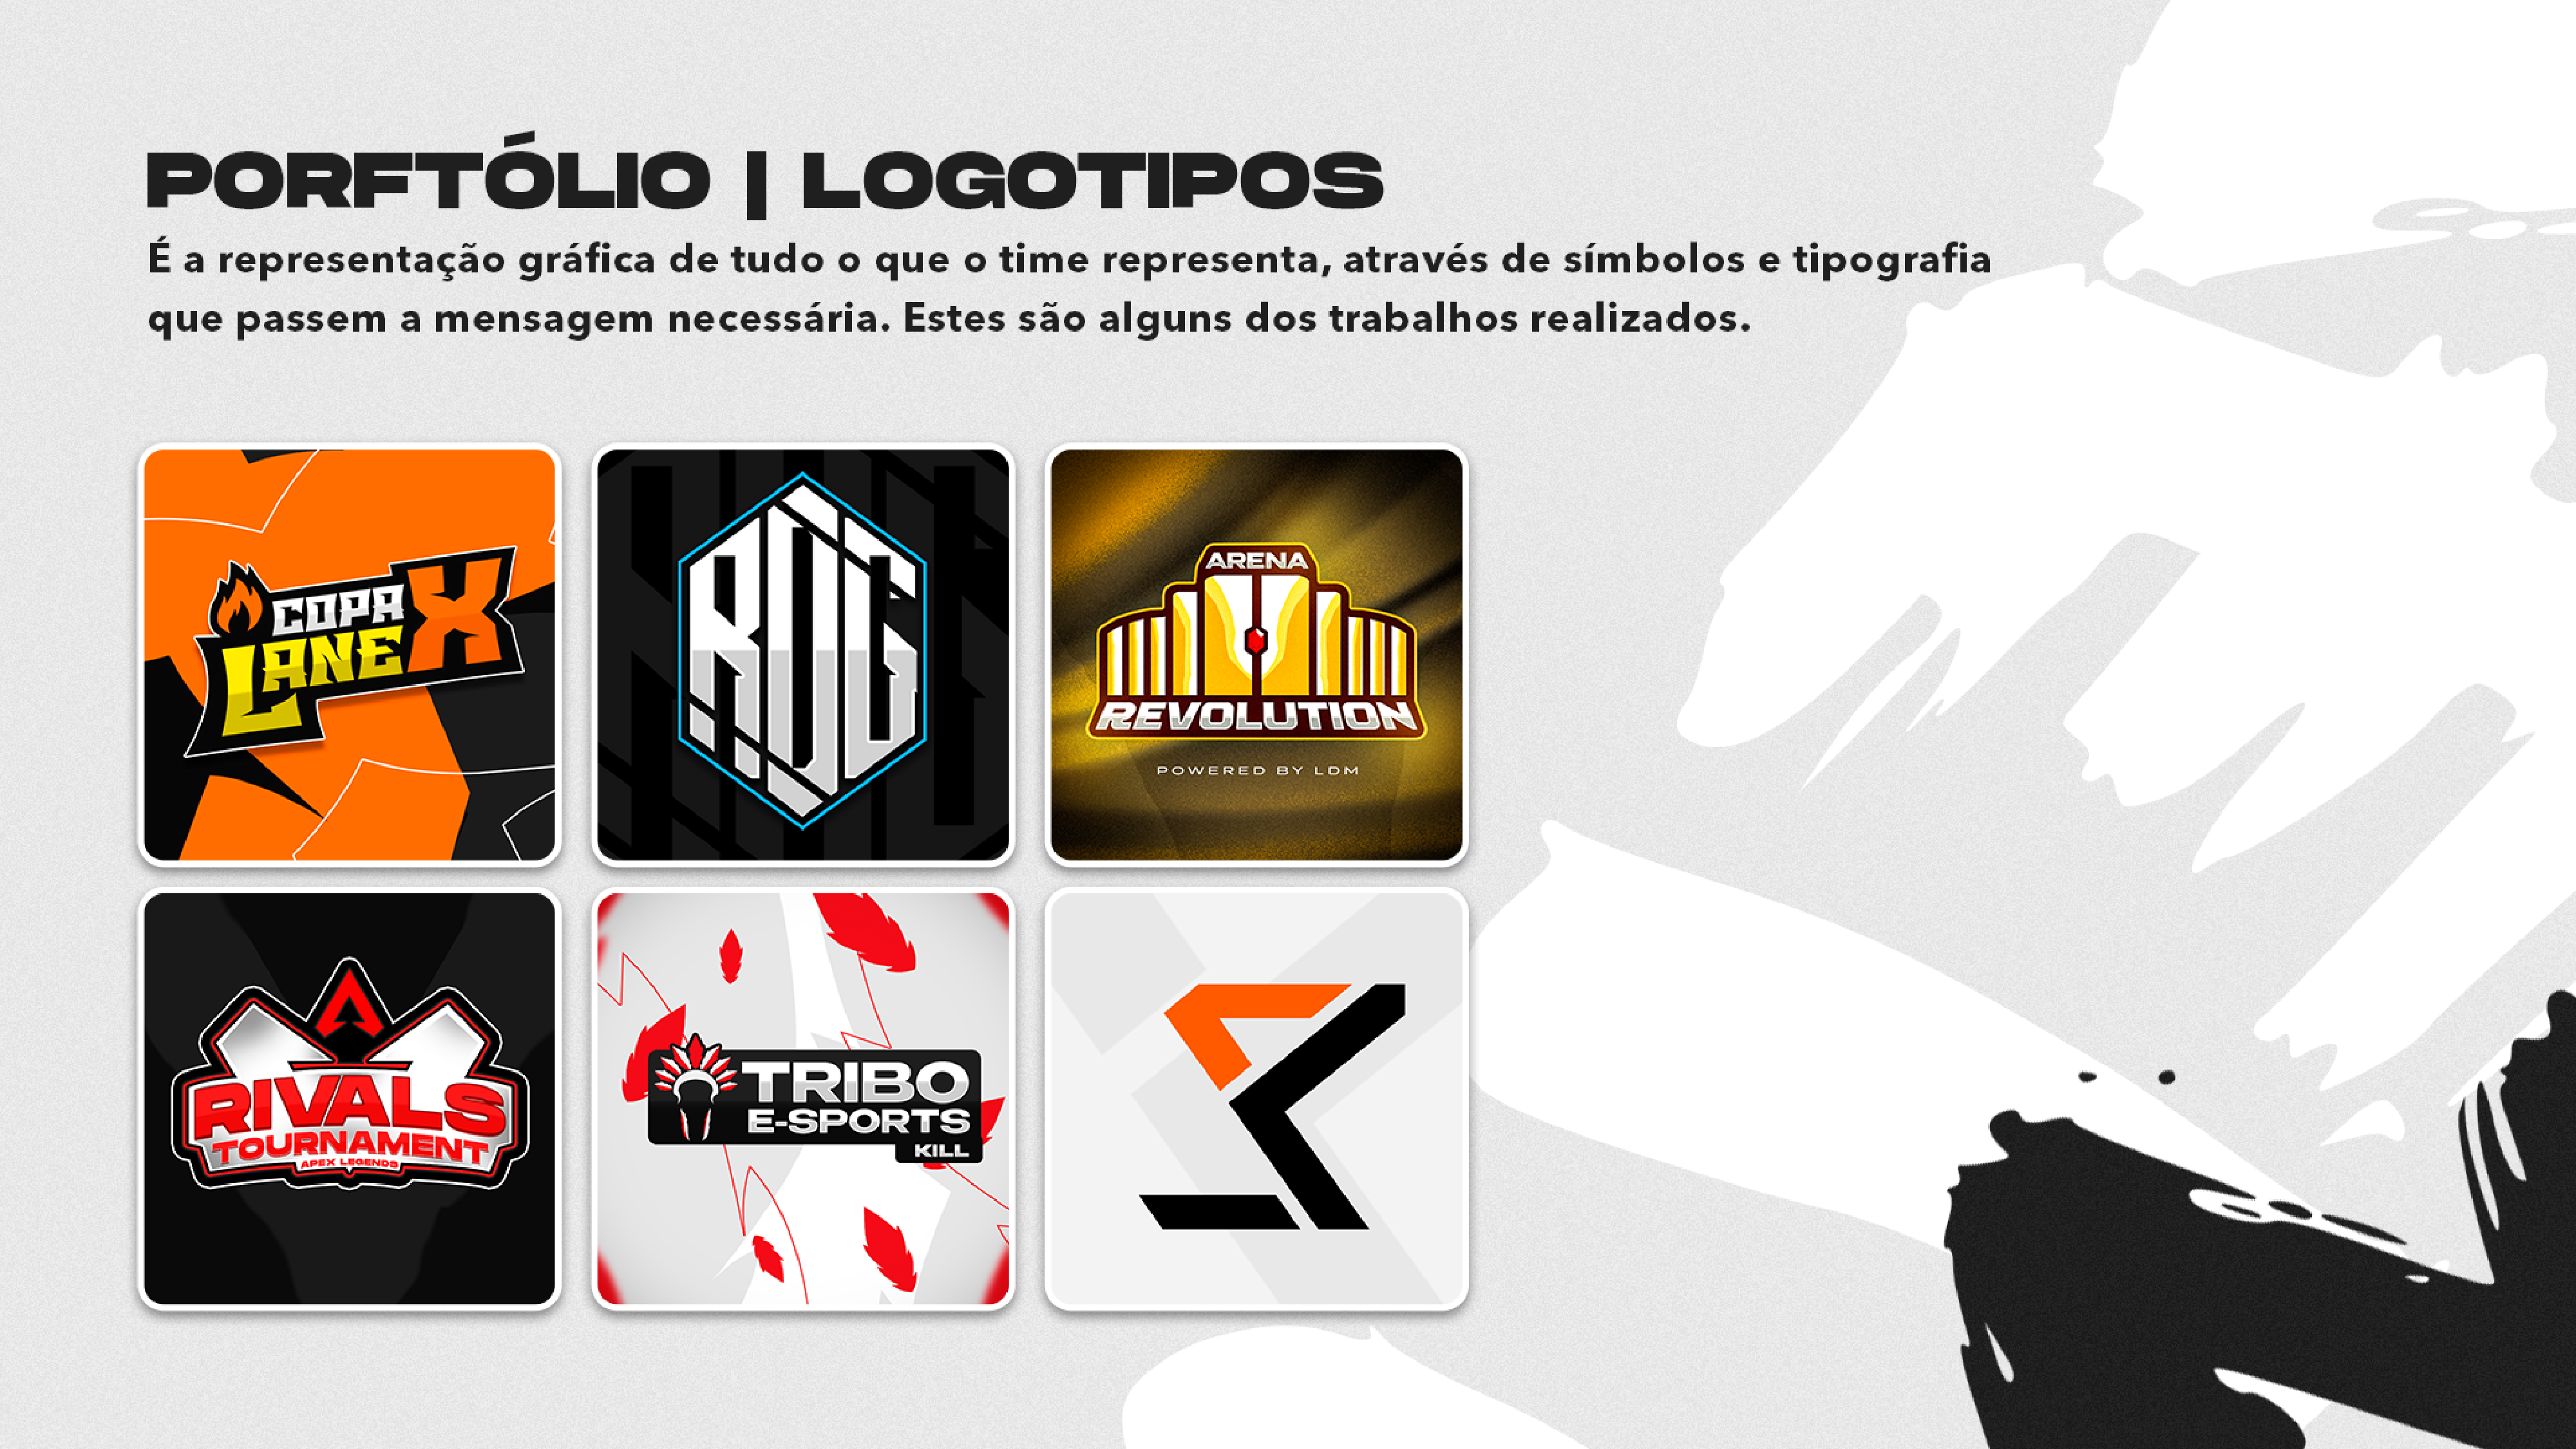 PORFTÓLIO | LOGOTIPOS
É a representação gráfica de tudo o que o time representa, através de símbolos e tipografia
que passem a mensagem necessária. Estes são alguns dos trabalhos realizados.
COPA
LANE X
RDG
ARENA
REVOLUTION
POWERED BY LDM
RIVALS
TOURNAMENT
APEX LEGENDS
TRIBO
E-SPORTS
KILL